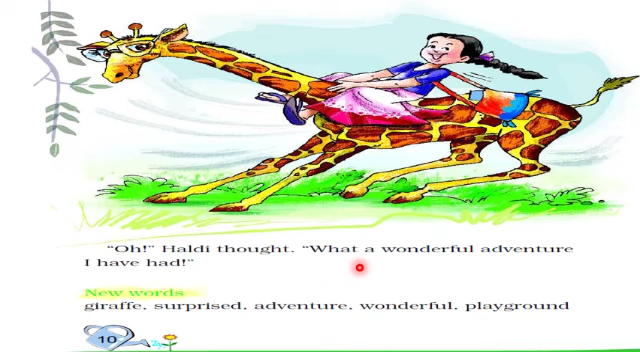 “Oh!” Haldi thought. “What a wonderful adventure
I have had!”
New words
giraffe, surprised, adventure, wonderful, playground
10